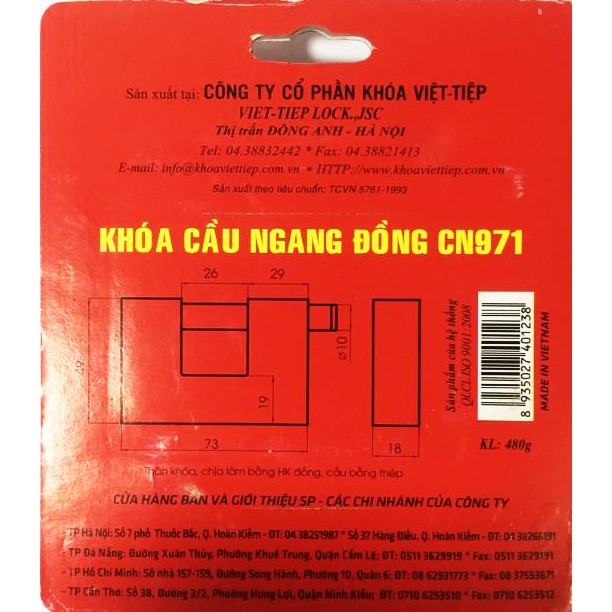 Sản xuất tại: CÔNG TY CỔ PHẦN KHÓA VIỆT-TIỆP
VIET-TIEP LOCK.,JSC
Thị trấn ĐÔNG ANH - HÀ NỘI
Tel: 04.38832442 * Fax: 04.38821413
E-mail: info@khoaviettiep.com.vn * HTTP://www.khoaviettiep.com.vn
Sản xuất theo tiêu chuẩn: TCVN 5761-1993
KHÓA CẦU NGANG ĐỒNG CN971
26 29
ø10
19
73 18
Sản phẩm của hệ thống
QLCL ISO 9001:2008
8 935027 401238
MADE IN VIETNAM
KL: 480g
Thân khóa, chìa làm bằng HK đồng, cầu bằng thép
CỬA HÀNG BÁN VÀ GIỚI THIỆU SP - CÁC CHI NHÁNH CỦA CÔNG TY
- TP Hà Nội: Số 7 phố Thuốc Bắc, Q. Hoàn Kiếm - ĐT: 04.38251987 * Số 37 Hàng Điếu, Q. Hoàn Kiếm - ĐT: 04 38266191
- TP Đà Nẵng: Đường Xuân Thủy, Phường Khuê Trung, Quận Cẩm Lệ; ĐT: 0511 3629919 * Fax: 0511 3629191
- TP Hồ Chí Minh: Số nhà 157-159, Đường Song Hành, Phường 10, Quận 6; ĐT: 08 62931773 * Fax: 08 37553671
- TP Cần Thơ: Số 38, Đường 3/2, Phường Hưng Lợi, Quận Ninh Kiều; ĐT: 0710 6253510 * Fax: 0710 6253512